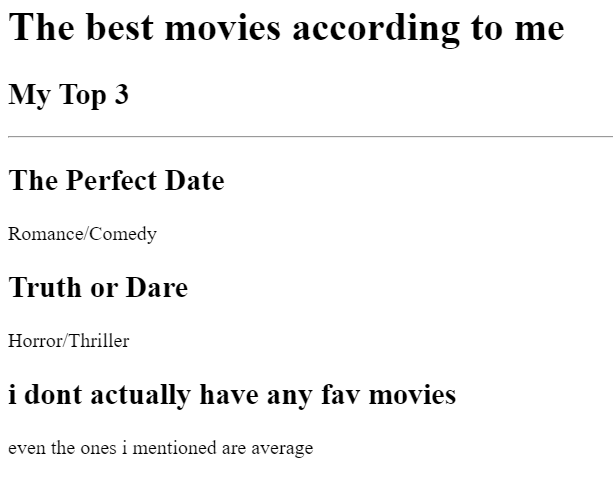 The best movies according to me
My Top 3
The Perfect Date
Romance/Comedy
Truth or Dare
Horror/Thriller
i dont actually have any fav movies
even the ones i mentioned are average